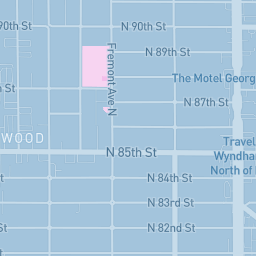 90th St
N 90th St
N 89th St
Fremont Ave N
The Motel Georg
th St
N 87th St
WOOD
N 85th St
Travel
Wyndha
North of
N 84th St
N 83rd St
N 82nd St